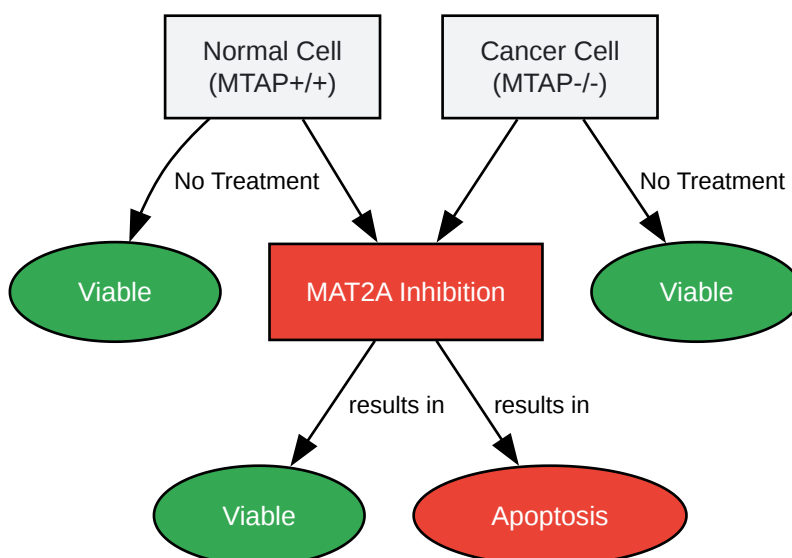 Normal Cell
(MTAP+/+)
Cancer Cell
(MTAP-/-)
No Treatment
No Treatment
Viable
MAT2A Inhibition
Viable
results in
results in
Viable
Apoptosis